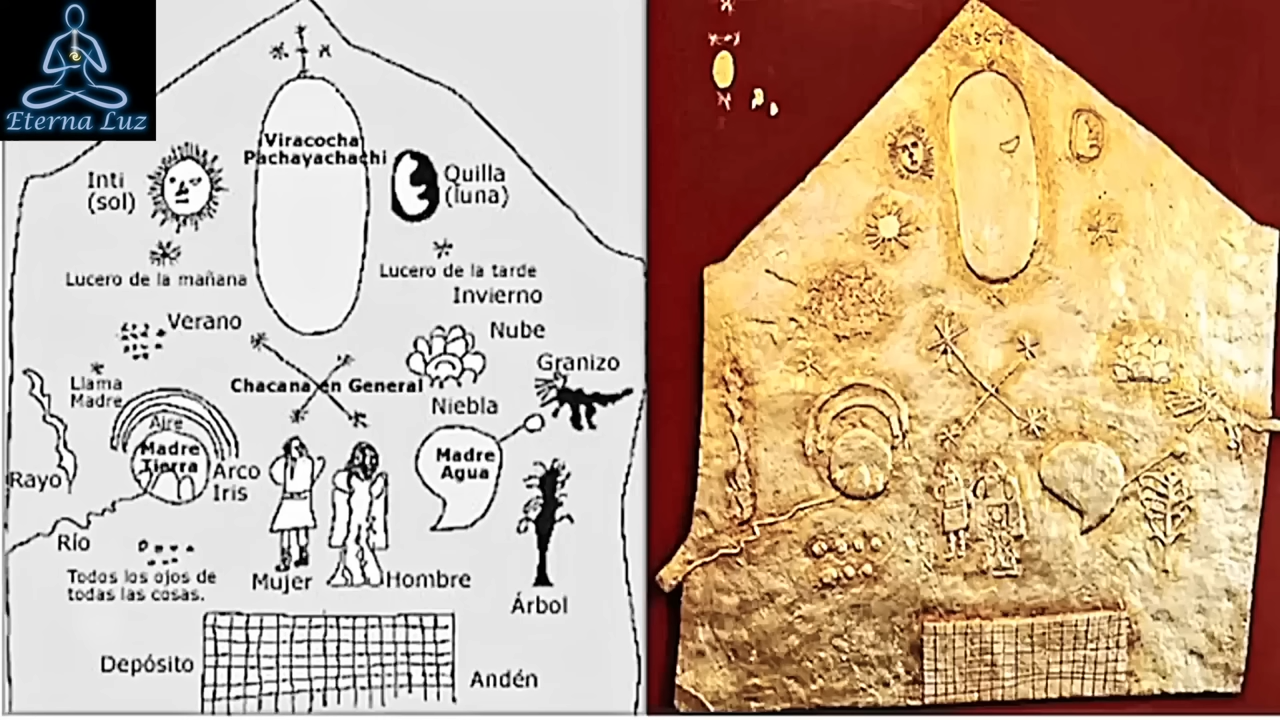 Eterna Luz
Viracocha
Pachayachachi
Inti
(sol)
Quilla
(luna)
Lucero de la mañana
Lucero de la tarde
Invierno
Verano
Nube
Granizo
Llama
Madre
Chacana en General
Niebla
Aire
Madre
Tierra
Arco
Iris
Madre
Agua
Rayo
Río
Todos los ojos de
todas las cosas.
Mujer
Hombre
Árbol
Depósito
Andén